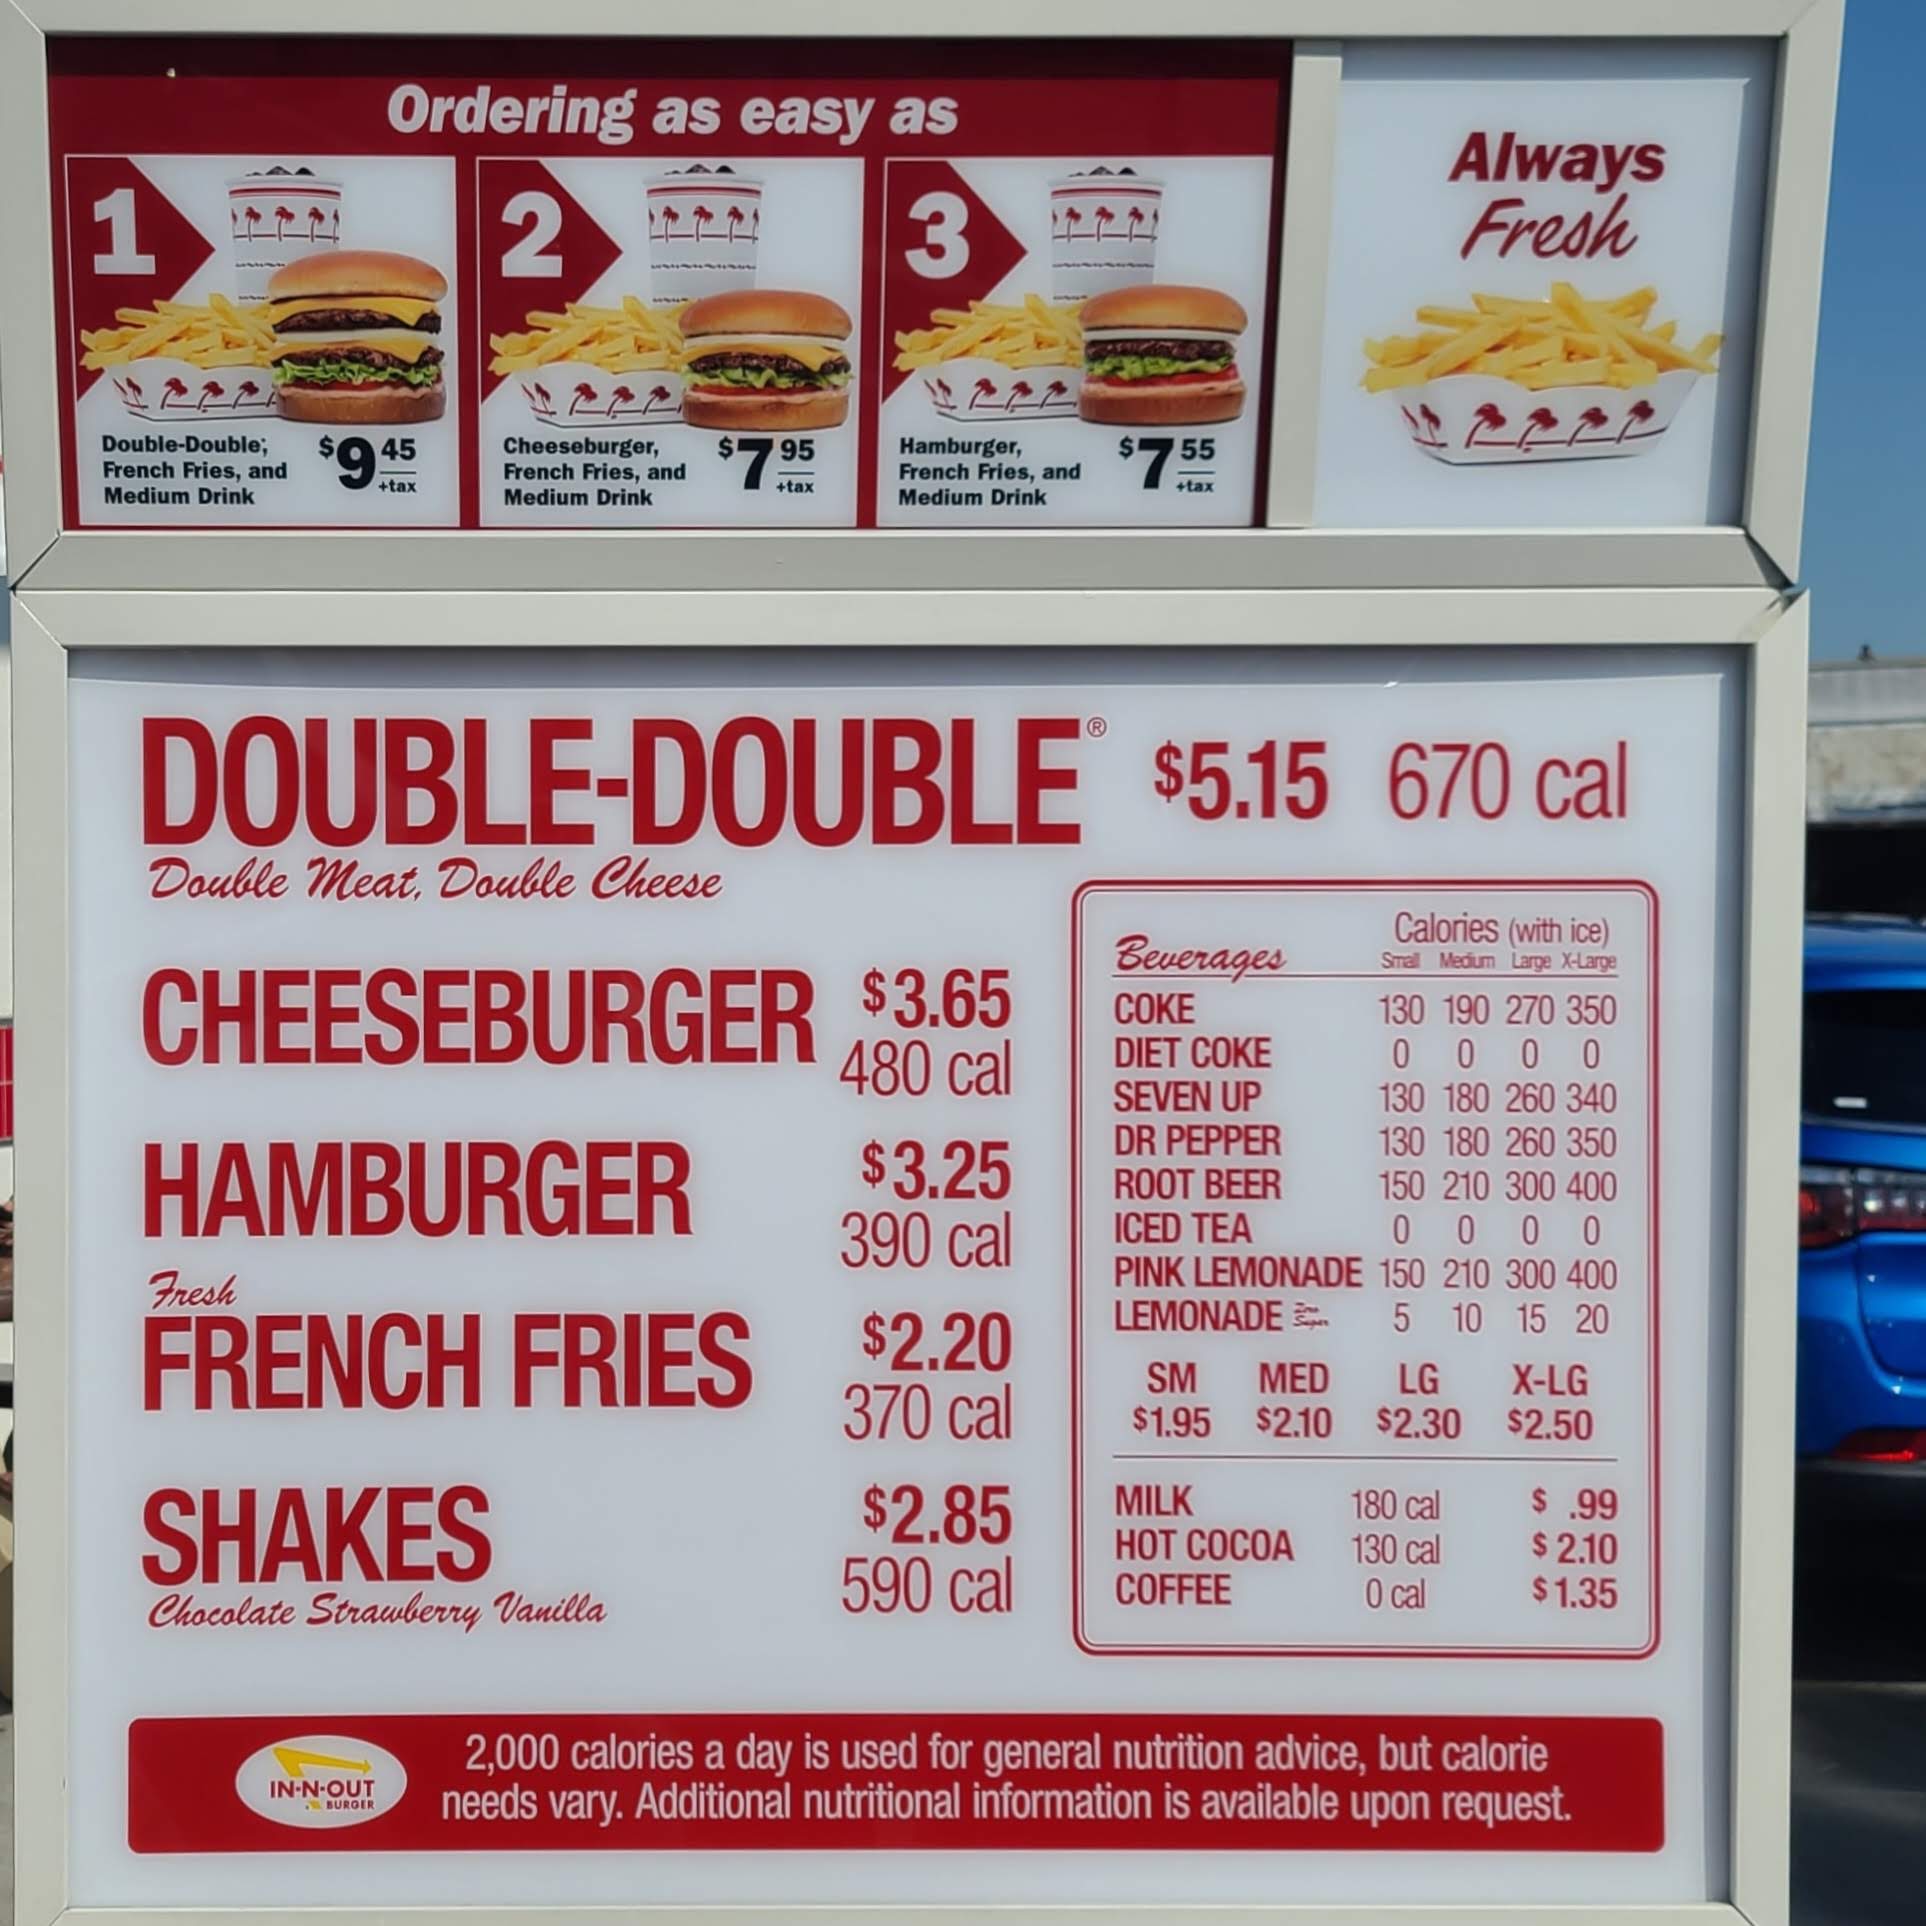 Ordering as easy as
1
Double-Double;
French Fries, and
Medium Drink
$9 45
+tax
2
Cheeseburger,
French Fries, and
Medium Drink
$7 95
+tax
3
Hamburger,
French Fries, and
Medium Drink
$7 55
+tax
Always
Fresh
DOUBLE-DOUBLE® $5.15 670 cal
Double Meat, Double Cheese
CHEESEBURGER $3.65
480 cal
HAMBURGER $3.25
390 cal
Fresh
FRENCH FRIES $2.20
370 cal
SHAKES $2.85
590 cal
Chocolate Strawberry Vanilla
Calories (with ice)
Beverages Small Medium Large X-Large
COKE 130 190 270 350
DIET COKE 0 0 0 0
SEVEN UP 130 180 260 340
DR PEPPER 130 180 260 350
ROOT BEER 150 210 300 400
ICED TEA 0 0 0 0
PINK LEMONADE 150 210 300 400
LEMONADE Zero Sugar 5 10 15 20
SM MED LG X-LG
$1.95 $2.10 $2.30 $2.50
MILK 180 cal $ .99
HOT COCOA 130 cal $ 2.10
COFFEE 0 cal $ 1.35
IN-N-OUT
BURGER
2,000 calories a day is used for general nutrition advice, but calorie
needs vary. Additional nutritional information is available upon request.